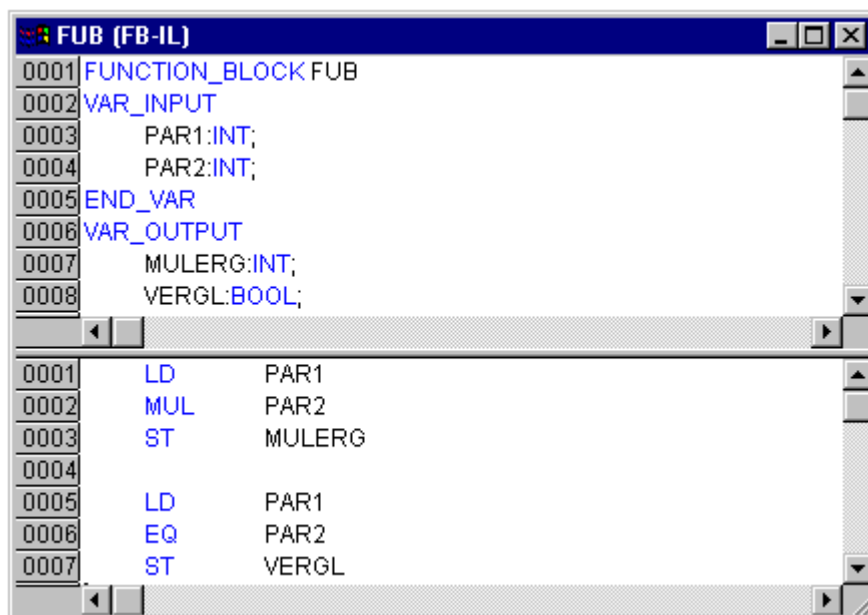 FUB (FB-IL)
0001 FUNCTION_BLOCK FUB
0002 VAR_INPUT
0003 PAR1:INT;
0004 PAR2:INT;
0005 END_VAR
0006 VAR_OUTPUT
0007 MULERG:INT;
0008 VERGL:BOOL;
0001 LD PAR1
0002 MUL PAR2
0003 ST MULERG
0004
0005 LD PAR1
0006 EQ PAR2
0007 ST VERGL